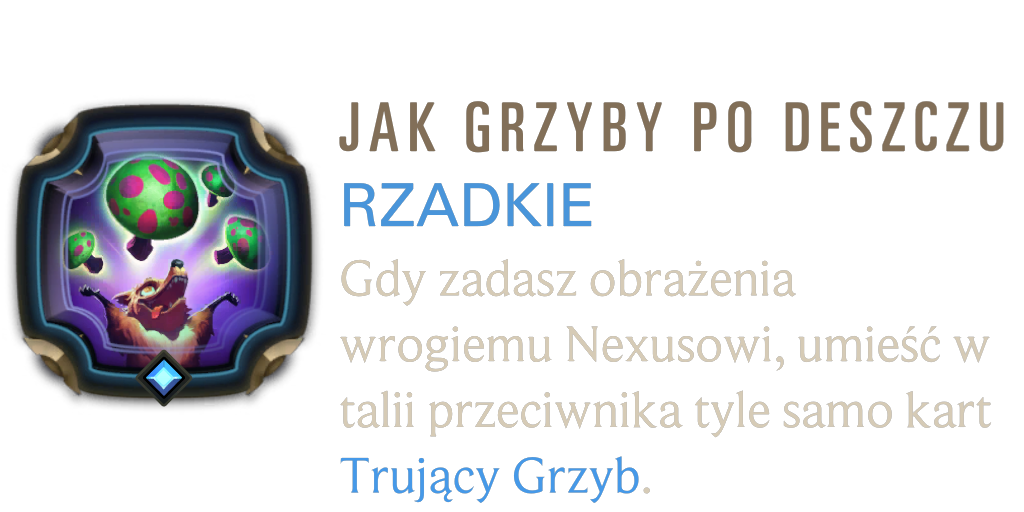 JAK GRZYBY PO DESZCZU
RZADKIE
Gdy zadasz obrażenia
wrogiemu Nexusowi, umieść w
talii przeciwnika tyle samo kart
Trujący Grzyb.